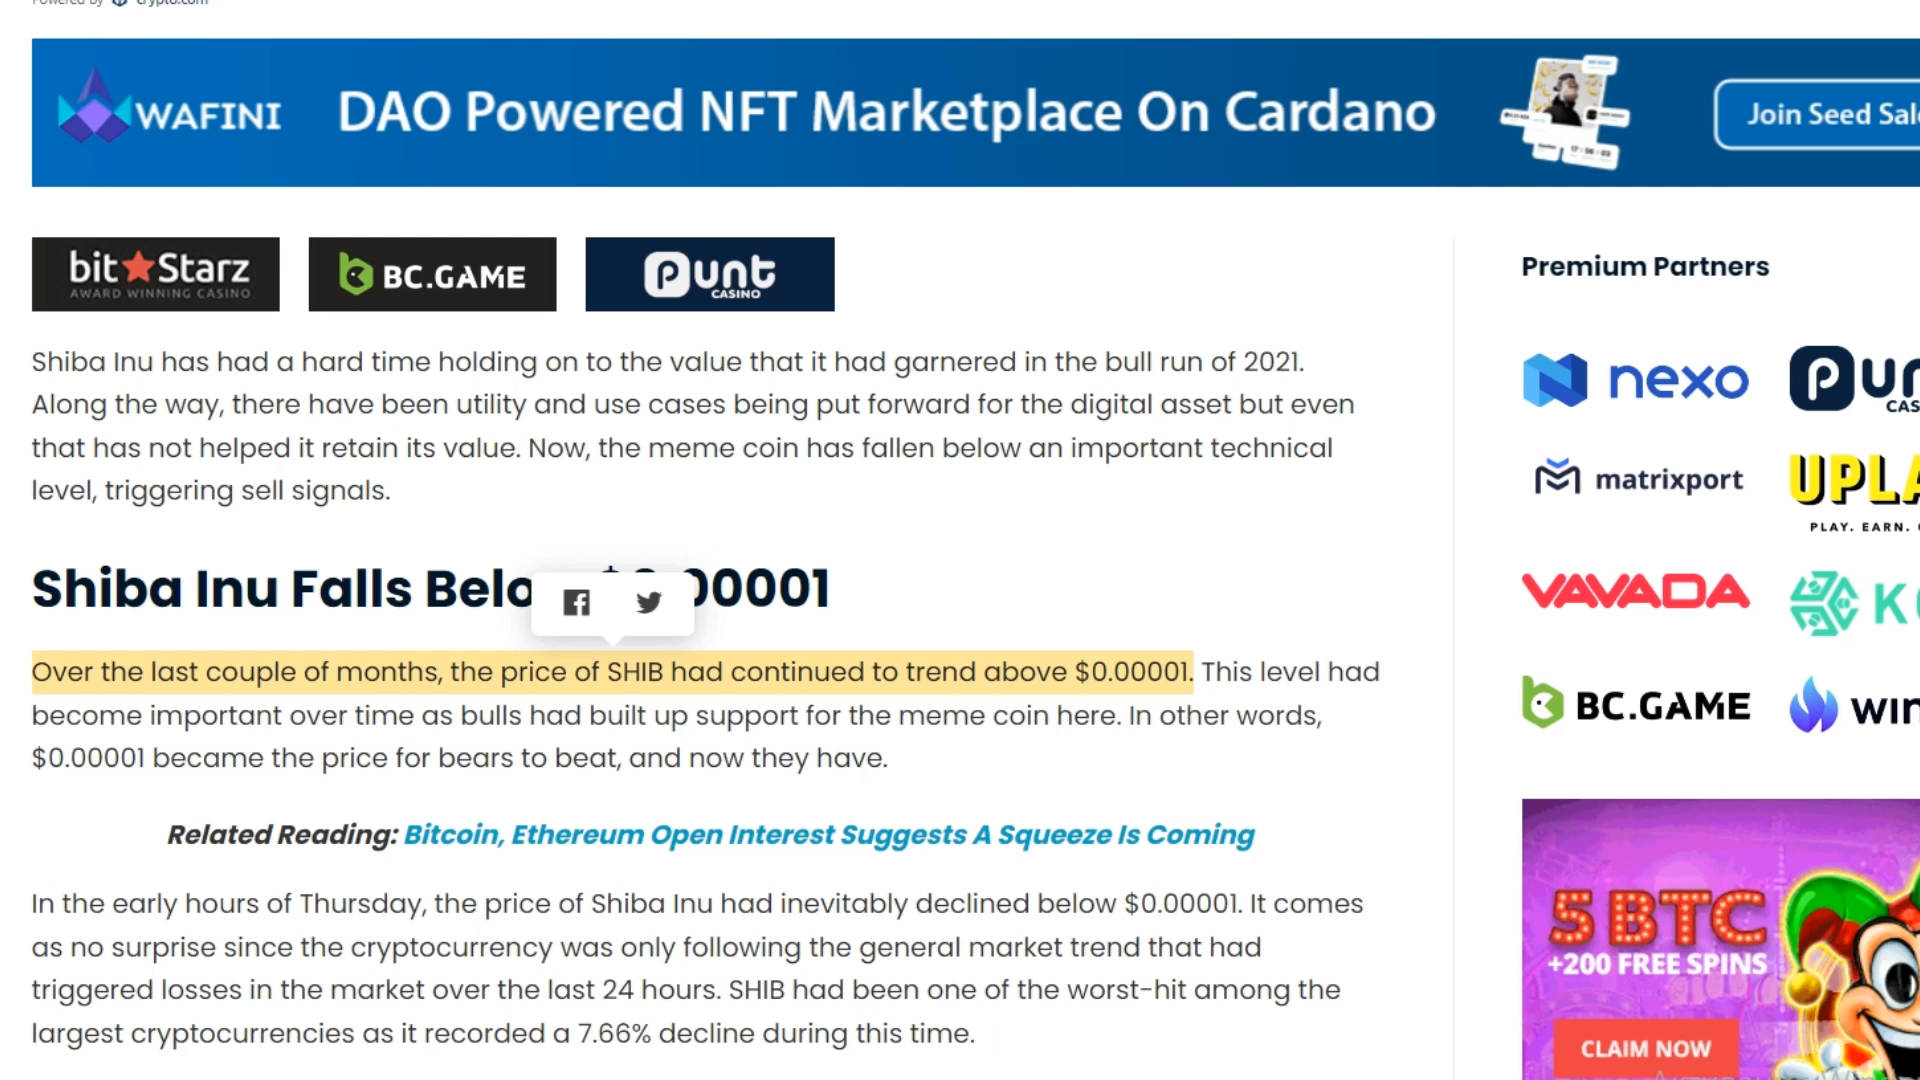 Powered by crypto.com
WAFINI
DAO Powered NFT Marketplace On Cardano
Join Seed
bit Starz
AWARD WINNING CASINO
BC.GAME
Punt
CASINO
Shiba Inu has had a hard time holding on to the value that it had garnered in the bull run of 2021.
Along the way, there have been utility and use cases being put forward for the digital asset but even
that has not helped it retain its value. Now, the meme coin has fallen below an important technical
level, triggering sell signals.
Shiba Inu Falls 00001
Over the last couple of months, the price of SHIB had continued to trend above $0.00001. This level had
become important over time as bulls had built up support for the meme coin here. In other words,
$0.00001 became the price for bears to beat, and now they have.
Related Reading: Bitcoin, Ethereum Open Interest Suggests A Squeeze Is Coming
In the early hours of Thursday, the price of Shiba Inu had inevitably declined below $0.00001. It comes
as no surprise since the cryptocurrency was only following the general market trend that had
triggered losses in the market over the last 24 hours. SHIB had been one of the worst-hit among the
largest cryptocurrencies as it recorded a 7.66% decline during this time.
Premium Partners
nexo
matrixport
PLAY. EARN.
VAVADA
BC.GAME
5 BTC
+200 FREE SPINS
CLAIM NOW